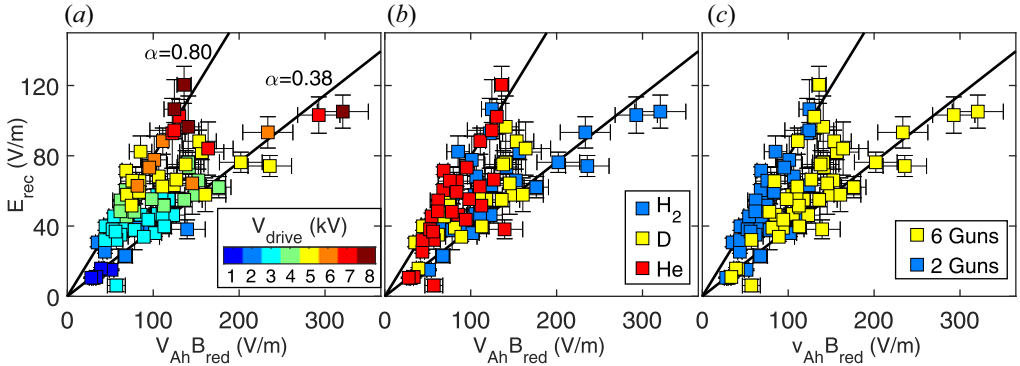 (a)
(b)
(c)
E_rec (V/m)
120
80
40
0
α=0.80
α=0.38
V_drive (kV)
1 2 3 4 5 6 7 8
H_2
D
He
6 Guns
2 Guns
0 100 200 300
0 100 200 300
0 100 200 300
V_Ah B_red (V/m)
V_Ah B_red (V/m)
v_Ah B_red (V/m)